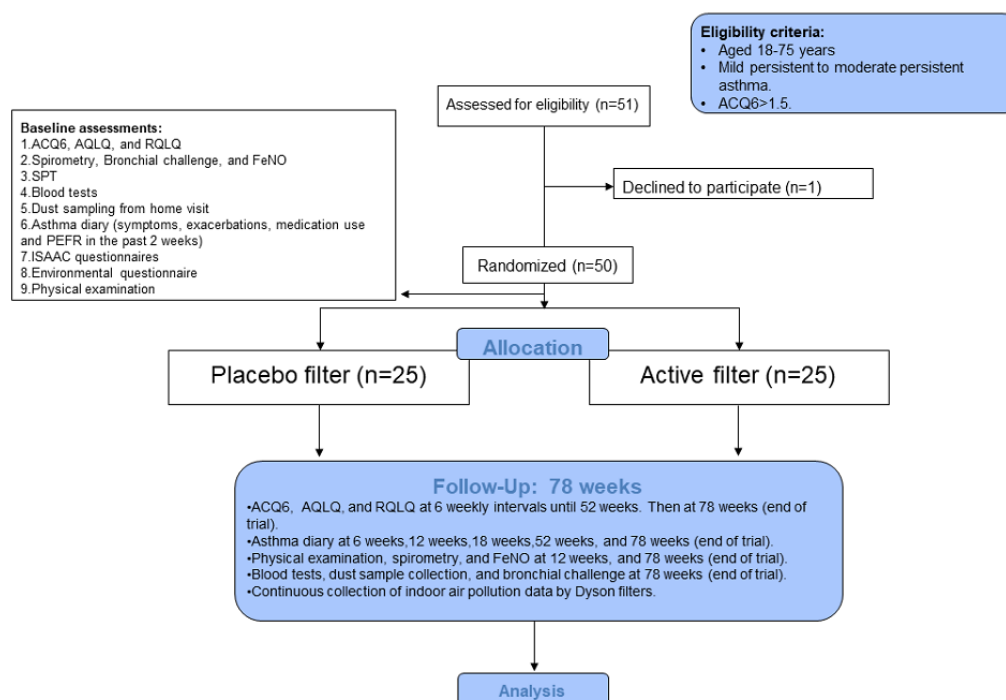 Eligibility criteria:
• Aged 18-75 years
• Mild persistent to moderate persistent
asthma.
• ACQ6>1.5.
Assessed for eligibility (n=51)
Baseline assessments:
1.ACQ6, AQLQ, and RQLQ
2.Spirometry, Bronchial challenge, and FeNO
3.SPT
4.Blood tests
5.Dust sampling from home visit
6.Asthma diary (symptoms, exacerbations, medication use
and PEFR in the past 2 weeks)
7.ISAAC questionnaires
8.Environmental questionnaire
9.Physical examination
Declined to participate (n=1)
Randomized (n=50)
Allocation
Placebo filter (n=25)
Active filter (n=25)
Follow-Up: 78 weeks
•ACQ6, AQLQ, and RQLQ at 6 weekly intervals until 52 weeks. Then at 78 weeks (end of
trial).
•Asthma diary at 6 weeks,12 weeks,18 weeks,52 weeks, and 78 weeks (end of trial).
•Physical examination, spirometry, and FeNO at 12 weeks, and 78 weeks (end of trial).
•Blood tests, dust sample collection, and bronchial challenge at 78 weeks (end of trial).
•Continuous collection of indoor air pollution data by Dyson filters.
Analysis